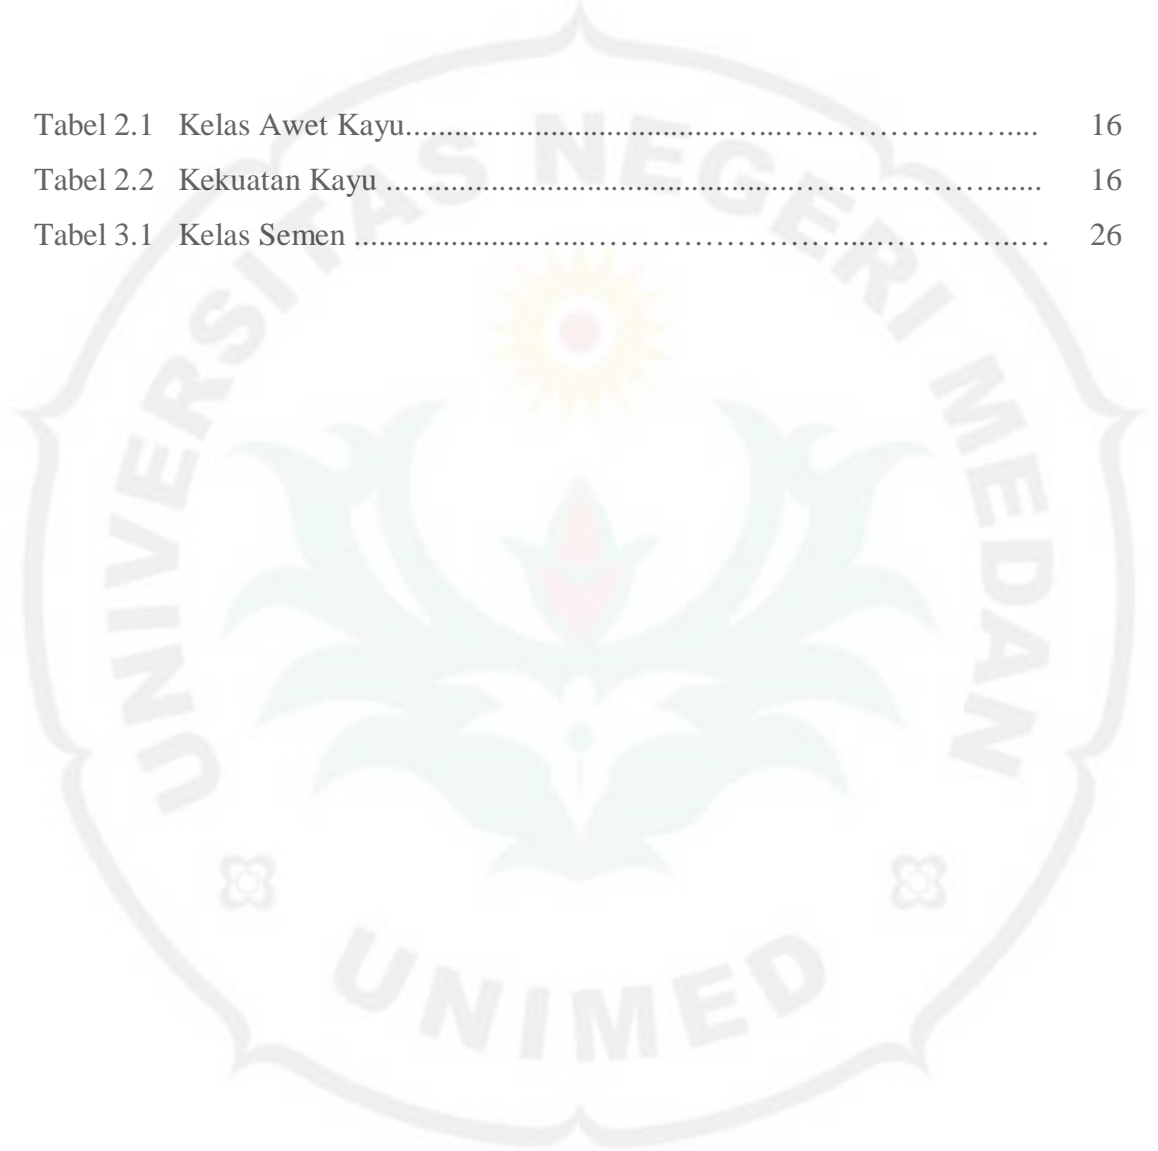 Tabel 2.1 Kelas Awet Kayu............................................................ 16
Tabel 2.2 Kekuatan Kayu ............................................................ 16
Tabel 3.1 Kelas Semen ............................................................ 26
UNIVERSITAS NEGERI MEDAN
UNIMED